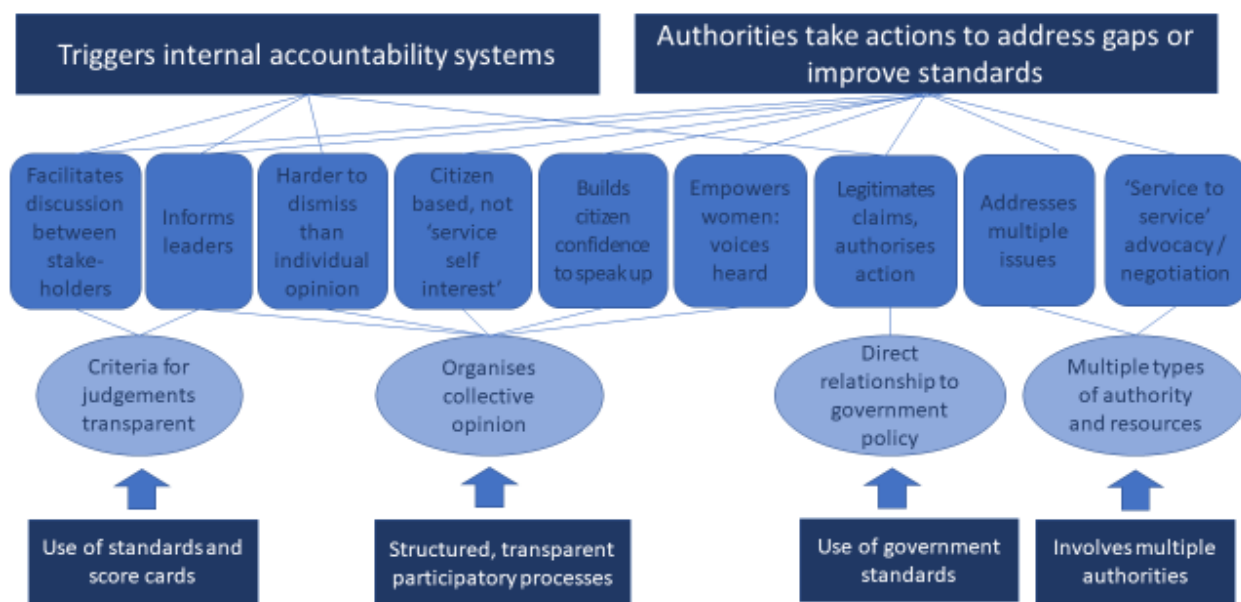 Triggers internal accountability systems
Authorities take actions to address gaps or
improve standards
Facilitates
discussion
between
stake-
holders
Informs
leaders
Harder to
dismiss
than
individual
opinion
Citizen
based, not
‘service
self
interest’
Builds
citizen
confidence
to speak up
Empowers
women:
voices
heard
Legitimates
claims,
authorises
action
Addresses
multiple
issues
‘Service to
service’
advocacy /
negotiation
Criteria for
judgements
transparent
Organises
collective
opinion
Direct
relationship to
government
policy
Multiple types
of authority
and resources
Use of standards and
score cards
Structured, transparent
participatory processes
Use of government
standards
Involves multiple
authorities